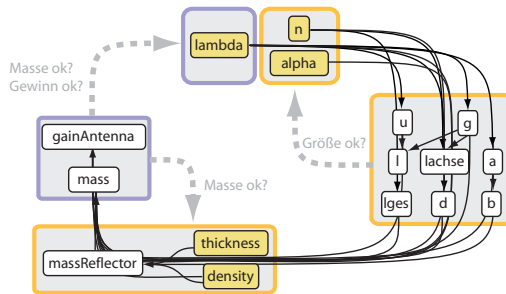 lambda
n
alpha
Masse ok?
Gewinn ok?
u
g
gainAntenna
Größe ok?
l
lachse
a
mass
Masse ok?
lges
d
b
thickness
massReflector
density